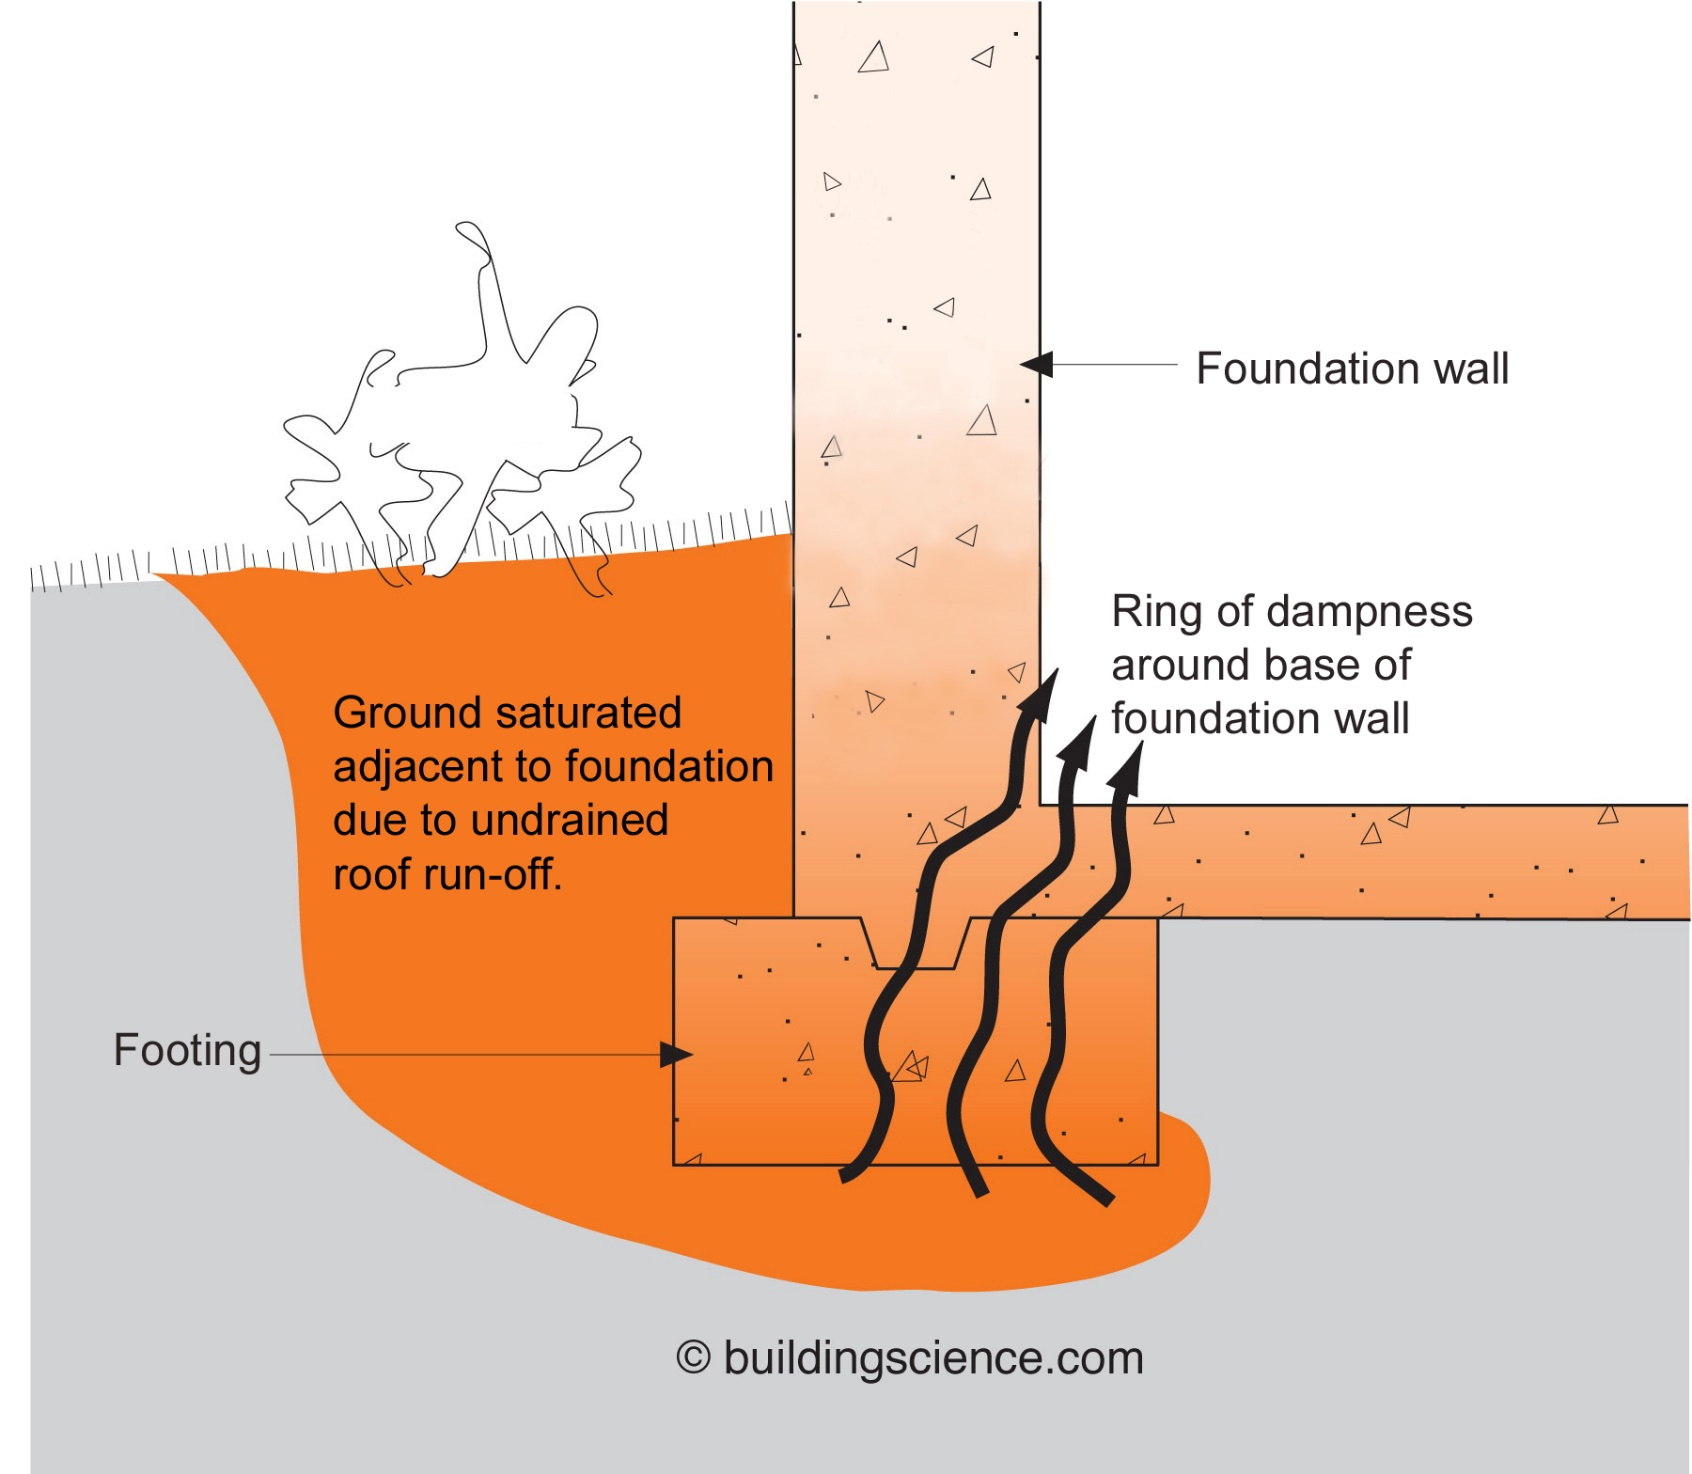 Foundation wall
Ring of dampness
around base of
foundation wall
Ground saturated
adjacent to foundation
due to undrained
roof run-off.
Footing
© buildingscience.com